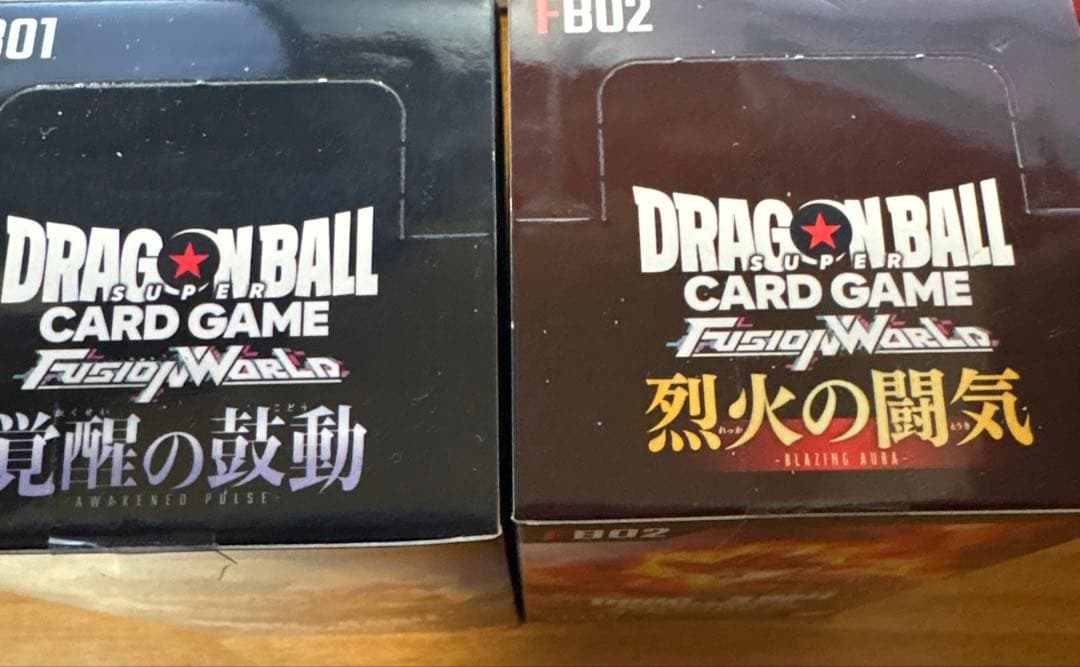 B01
DRAGON BALL
SUPER
CARD GAME
FUSION WORLD
かくせい こどう
覚醒の鼓動
AWAKENED PULSE
FB02
DRAGON BALL
SUPER
CARD GAME
FUSION WORLD
烈火の闘気
れっか とうき
-BLAZING AURA-
FB02